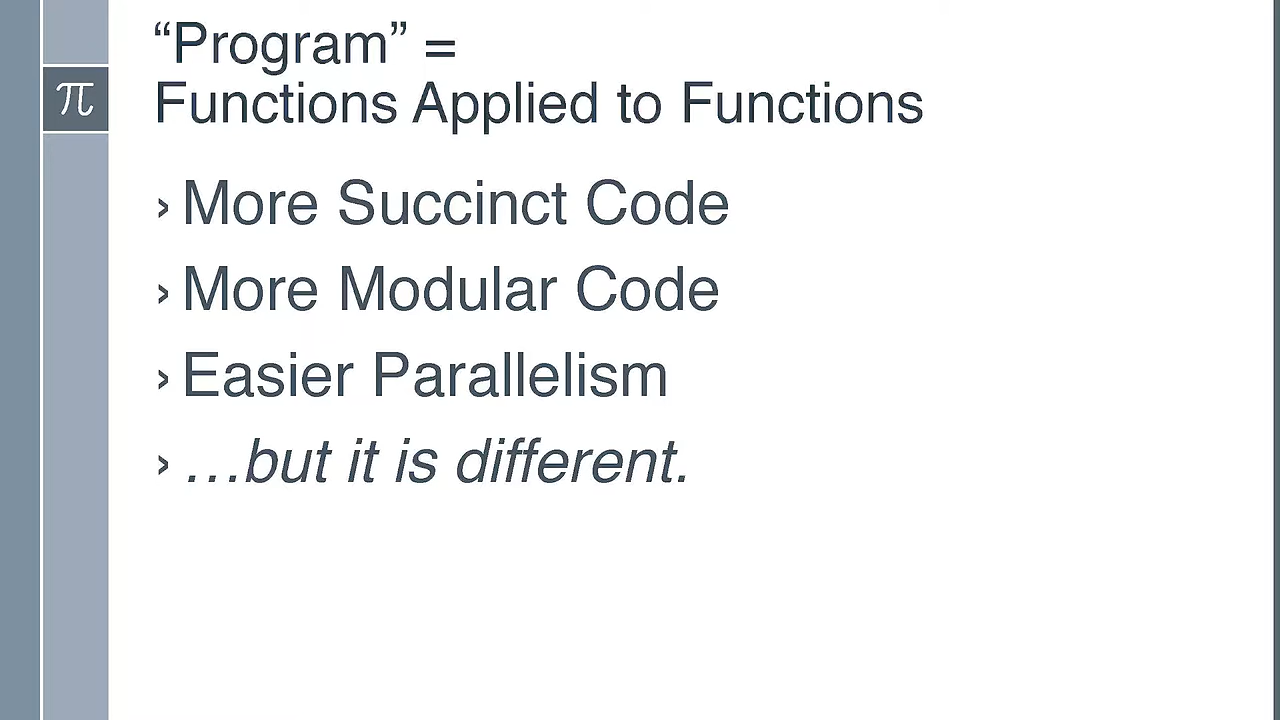 “Program” =
π
Functions Applied to Functions
› More Succinct Code
› More Modular Code
› Easier Parallelism
› …but it is different.